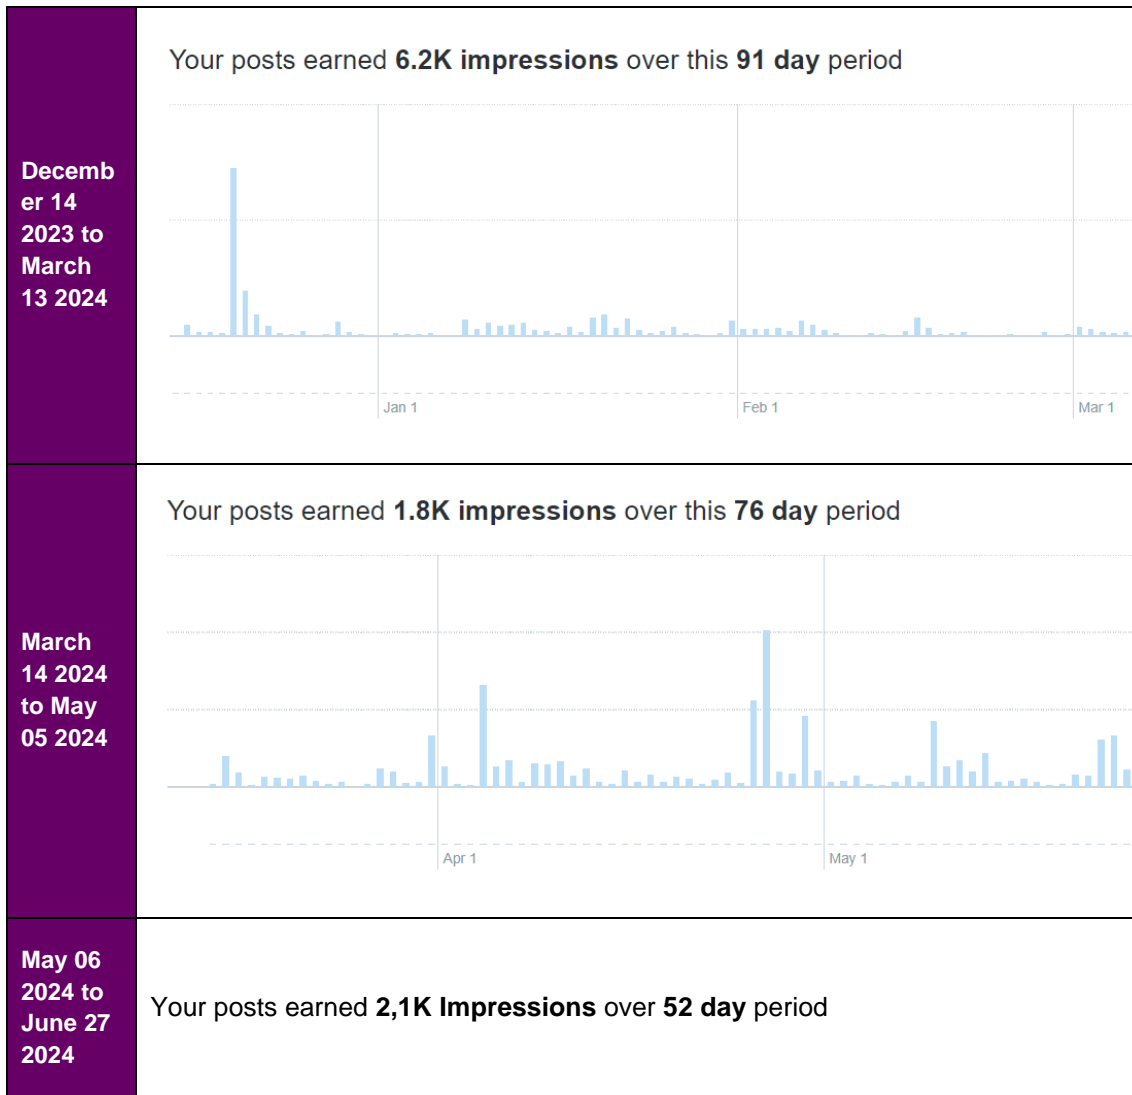 Decemb
er 14
2023 to
March
13 2024
Your posts earned 6.2K impressions over this 91 day period
Jan 1
Feb 1
Mar 1
March
14 2024
to May
05 2024
Your posts earned 1.8K impressions over this 76 day period
Apr 1
May 1
May 06
2024 to
June 27
2024
Your posts earned 2,1K Impressions over 52 day period